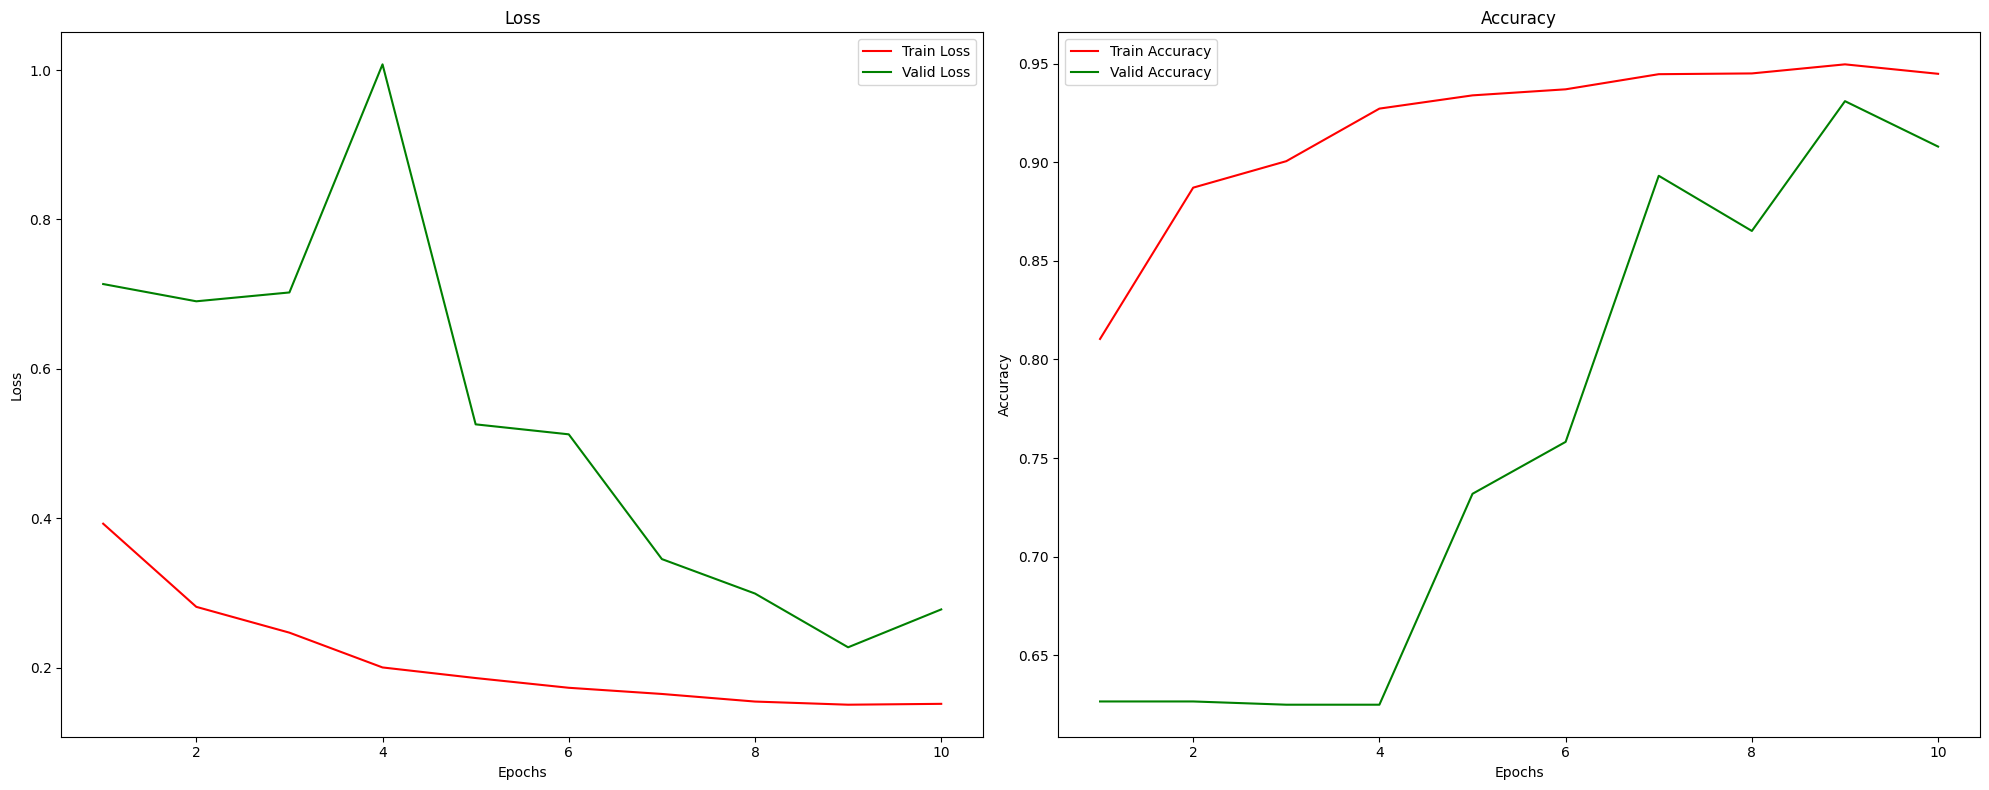 Loss
Train Loss
Valid Loss
1.0
0.8
0.6
0.4
0.2
Loss
2
4
6
8
10
Epochs
Accuracy
Train Accuracy
Valid Accuracy
0.95
0.90
0.85
0.80
0.75
0.70
0.65
Accuracy
2
4
6
8
10
Epochs